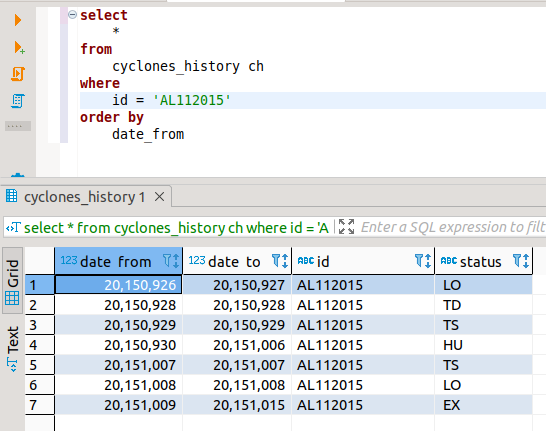 select
*
from
cyclones_history ch
where
id = 'AL112015'
order by
date_from
cyclones_history 1
select * from cyclones_history ch where id = 'A
Enter a SQL expression to filt
Grid
Text
123 date_from 123 date_to ABC id ABC status
1 20,150,926 20,150,927 AL112015 LO
2 20,150,928 20,150,928 AL112015 TD
3 20,150,929 20,150,929 AL112015 TS
4 20,150,930 20,151,006 AL112015 HU
5 20,151,007 20,151,007 AL112015 TS
6 20,151,008 20,151,008 AL112015 LO
7 20,151,009 20,151,015 AL112015 EX